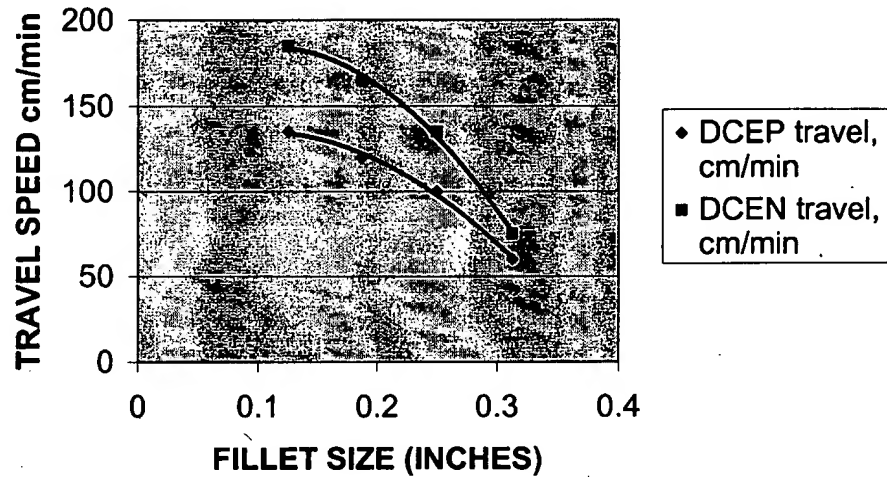 200
150
100
50
0
TRAVEL SPEED cm/min
0
0.1
0.2
0.3
0.4
FILLET SIZE (INCHES)
DCEP travel,
cm/min
DCEN travel,
cm/min